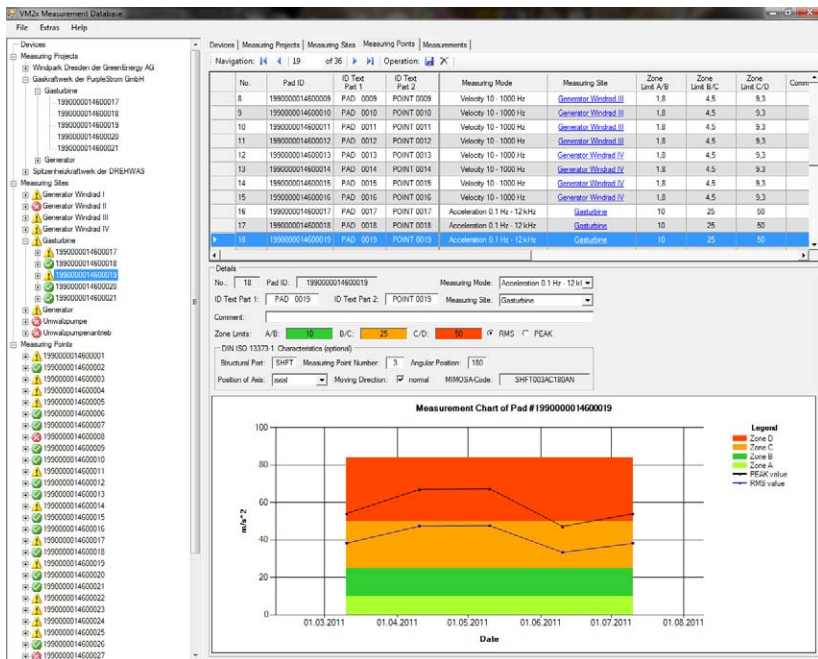 VM2x Measurement Database
File Extras Help
Devices
Measuring Projects
Windpark Dresden der GreenEnergy AG
Gaskraftwerk der PurpleStrom GmbH
Gasturbine
1990000014600017
1990000014600018
1990000014600019
1990000014600020
1990000014600021
Generator
Spitzenheizkraftwerk der DREHWAS
Measuring Sites
Generator Windrad I
Generator Windrad II
Generator Windrad III
Generator Windrad IV
Gasturbine
1990000014600017
1990000014600018
1990000014600019
1990000014600020
1990000014600021
Generator
Umwälzpumpe
Umwälzpumpenantrieb
Measuring Points
1990000014600001
1990000014600002
1990000014600003
1990000014600004
1990000014600005
1990000014600006
1990000014600007
1990000014600008
1990000014600009
1990000014600010
1990000014600011
1990000014600012
1990000014600013
1990000014600014
1990000014600015
1990000014600016
1990000014600017
1990000014600018
1990000014600019
1990000014600020
1990000014600021
1990000014600022
1990000014600023
1990000014600024
1990000014600025
1990000014600026
1990000014600027
Devices Measuring Projects Measuring Sites Measuring Points Measurements
Navigation: 19 of 36 Operation:
No. Pad ID ID Text Part 1 ID Text Part 2 Measuring Mode Measuring Site Zone Limit A/B Zone Limit B/C Zone Limit C/D Comm
8 1990000014600009 PAD 0009 POINT 0009 Velocity 10 - 1000 Hz Generator Windrad III 1,8 4,5 9,3
9 1990000014600010 PAD 0010 POINT 0010 Velocity 10 - 1000 Hz Generator Windrad III 1,8 4,5 9,3
10 1990000014600011 PAD 0011 POINT 0011 Velocity 10 - 1000 Hz Generator Windrad III 1,8 4,5 9,3
11 1990000014600012 PAD 0012 POINT 0012 Velocity 10 - 1000 Hz Generator Windrad III 1,8 4,5 9,3
12 1990000014600013 PAD 0013 POINT 0013 Velocity 10 - 1000 Hz Generator Windrad IV 1,8 4,5 9,3
13 1990000014600014 PAD 0014 POINT 0014 Velocity 10 - 1000 Hz Generator Windrad IV 1,8 4,5 9,3
14 1990000014600015 PAD 0015 POINT 0015 Velocity 10 - 1000 Hz Generator Windrad IV 1,8 4,5 9,3
15 1990000014600016 PAD 0016 POINT 0016 Velocity 10 - 1000 Hz Generator Windrad IV 1,8 4,5 9,3
16 1990000014600017 PAD 0017 POINT 0017 Acceleration 0.1 Hz - 12 kHz Gasturbine 10 25 50
17 1990000014600018 PAD 0018 POINT 0018 Acceleration 0.1 Hz - 12 kHz Gasturbine 10 25 50
18 1990000014600019 PAD 0019 POINT 0019 Acceleration 0.1 Hz - 12 kHz Gasturbine 10 25 50
Details
No.: 18 Pad ID: 1990000014600019 Measuring Mode: Acceleration 0.1 Hz - 12 kl
ID Text Part 1: PAD 0019 ID Text Part 2: POINT 0019 Measuring Site: Gasturbine
Comment:
Zone Limits: A/B: 10 B/C: 25 C/D: 50 RMS PEAK
DIN ISO 13373-1 Characteristics (optional)
Structural Part: SHFT Measuring Point Number: 3 Angular Position: 180
Position of Axis: axial Moving Direction: normal MIMOSA-Code: SHFT003AC180AN
Measurement Chart of Pad #1990000014600019
Legend
Zone D
Zone C
Zone B
Zone A
PEAK value
RMS value
m/s^2
100
80
60
40
20
0
01.03.2011 01.04.2011 01.05.2011 01.06.2011 01.07.2011 01.08.2011
Date